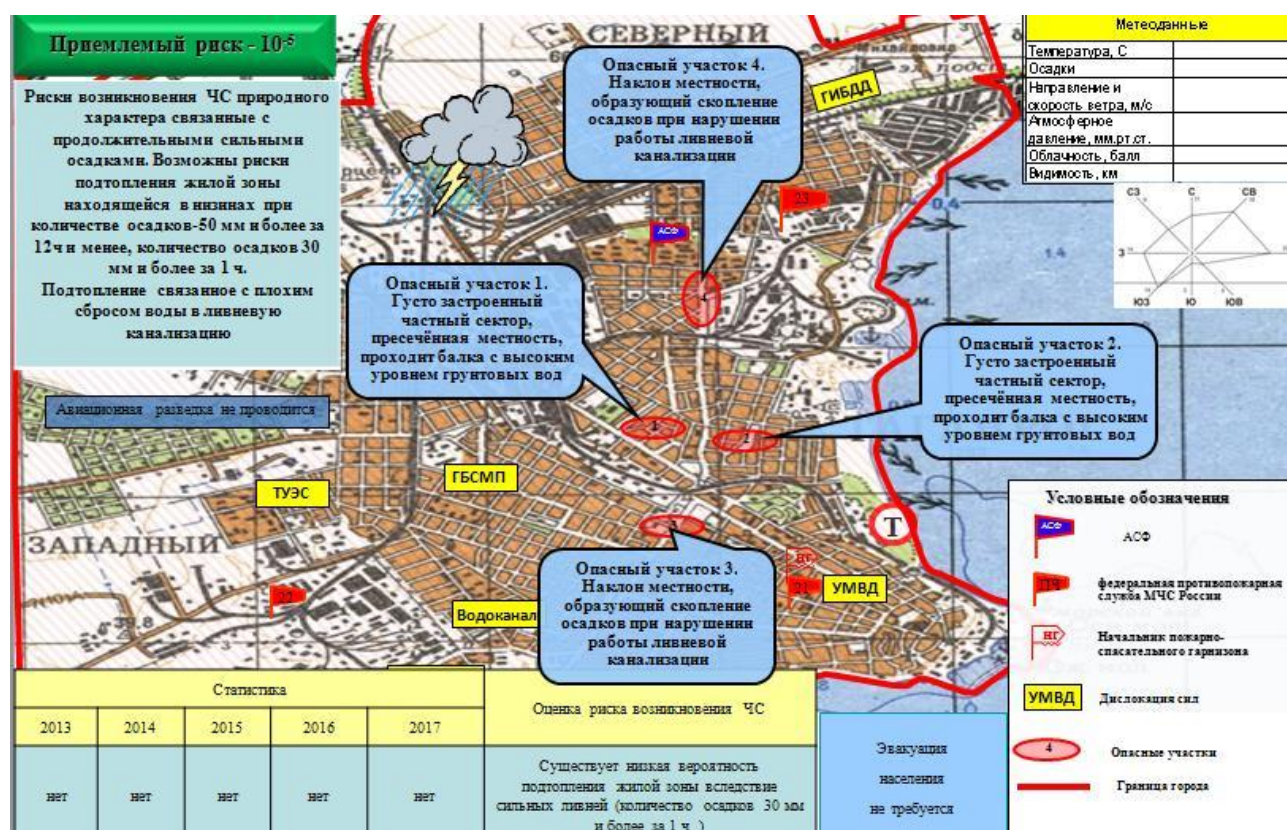 Приемлемый риск - 10⁻⁵
Риски возникновения ЧС природного
характера связанные с
продолжительными сильными
осадками. Возможны риски
подтопления жилой зоны
находящейся в низинах при
количестве осадков-50 мм и более за
12ч и менее, количество осадков 30
мм и более за 1 ч.
Подтопление связанное с плохим
сбросом воды в ливневую
канализацию
Авиационная разведка не проводится
СЕВЕРНЫЙ
Михайловка
Опасный участок 4.
Наклон местности,
образующий скопление
осадков при нарушении
работы ливневой
канализации
ГИБДД
23
АСФ
4
Метеоданные
Температура, С
Осадки
Направление и
скорость ветра, м/с
Атмосферное
давление, мм.рт.ст.
Облачность, балл
Видимость, км
СЗ
С
СВ
З
ЮЗ
Ю
ЮВ
0,4
1.4
Опасный участок 1.
Густо застроенный
частный сектор,
пресечённая местность,
проходит балка с высоким
уровнем грунтовых вод
Опасный участок 2.
Густо застроенный
частный сектор,
пресечённая местность,
проходит балка с высоким
уровнем грунтовых вод
1
2
ГБСМП
ТУЭС
ЗАПАДНЫЙ
3
Т
Опасный участок 3.
Наклон местности,
образующий скопление
осадков при нарушении
работы ливневой
канализации
22
Водоканал
НГ
21
УМВД
Условные обозначения
АСФ
АСФ
ПЧ
федеральная противопожарная
служба МЧС России
НГ
Начальник пожарно-
спасательного гарнизона
УМВД
Дислокация сил
4
Опасные участки
Граница города
Статистика
2013
2014
2015
2016
2017
нет
нет
нет
нет
нет
Оценка риска возникновения ЧС
Существует низкая вероятность
подтопления жилой зоны вследствие
сильных ливней (количество осадков 30 мм
и более за 1 ч.)
Эвакуация
населения
не требуется